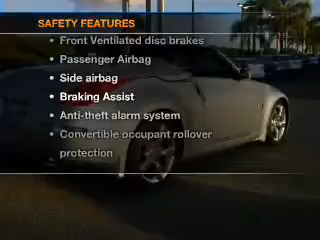 SAFETY FEATURES
• Front Ventilated disc brakes
• Passenger Airbag
• Side airbag
• Braking Assist
• Anti-theft alarm system
• Convertible occupant rollover
protection